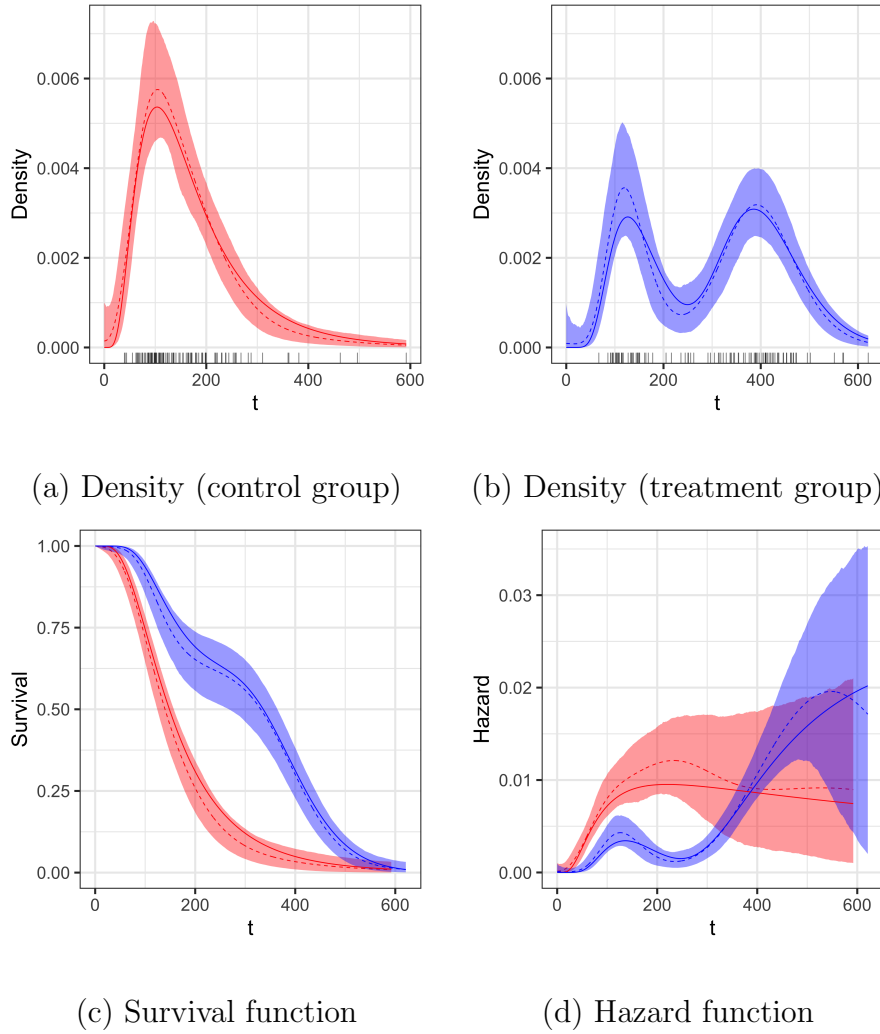 Density
0.006
0.004
0.002
0.000
0 200 400 600
t
(a) Density (control group)
Density
0.006
0.004
0.002
0.000
0 200 400 600
t
(b) Density (treatment group)
Survival
1.00
0.75
0.50
0.25
0.00
0 200 400 600
t
(c) Survival function
Hazard
0.03
0.02
0.01
0.00
0 200 400 600
t
(d) Hazard function